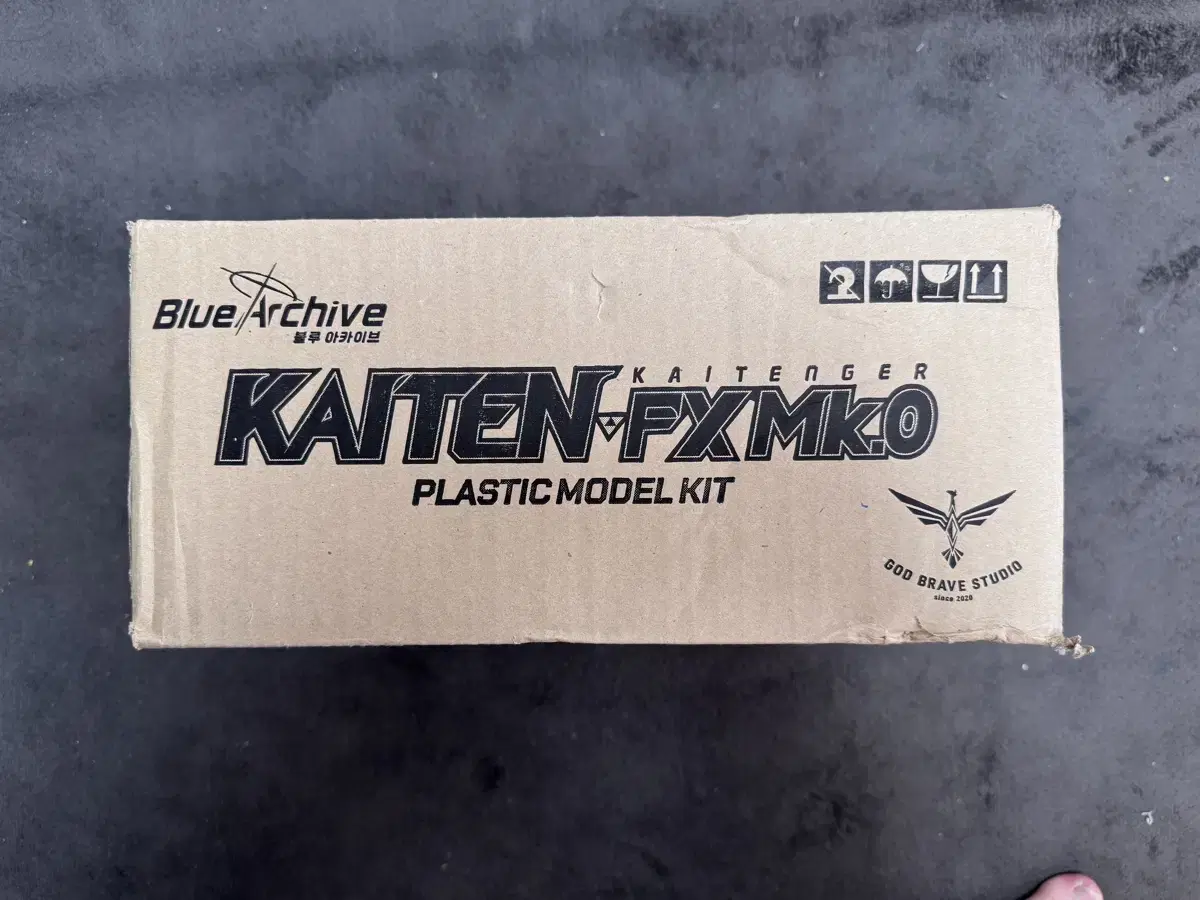 Blue Archive
블루 아카이브
KAITENGER
KAITEN FX Mk.0
PLASTIC MODEL KIT
GOD BRAVE STUDIO
since 2020